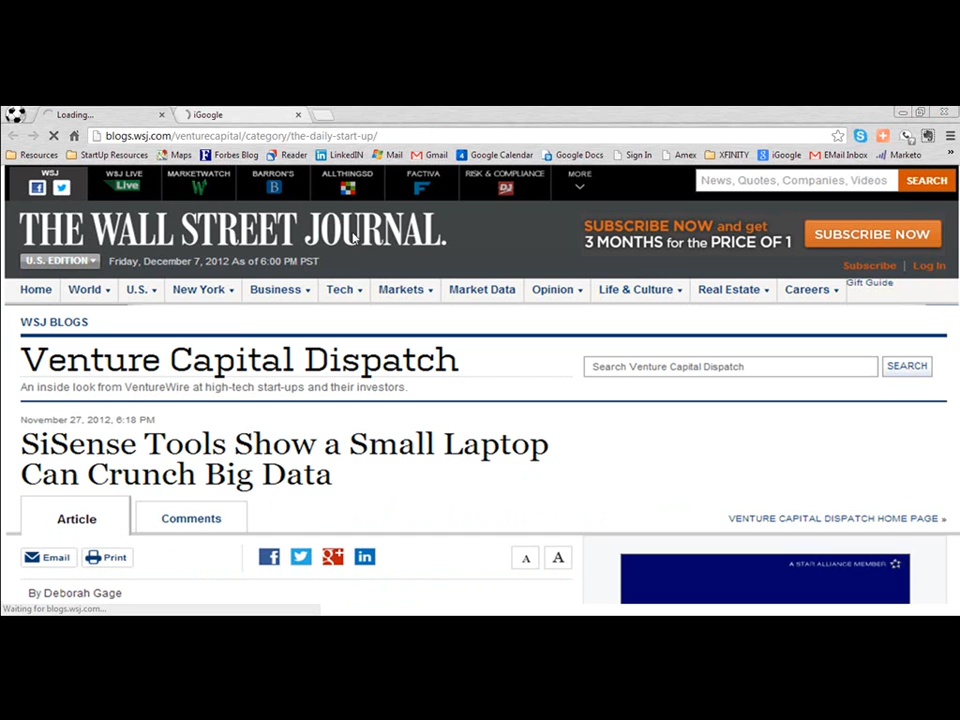 Loading...
iGoogle
blogs.wsj.com/venturecapital/category/the-daily-start-up/
Resources StartUp Resources Maps Forbes Blog Reader LinkEDIN Mail Gmail Google Calendar Google Docs Sign In Amex XFINITY iGoogle EMail Inbox Marketo »
WSJ WSJ LIVE MARKETWATCH BARRON'S ALLTHINGSD FACTIVA RISK & COMPLIANCE MORE
Live W B F DJ
News, Quotes, Companies, Videos SEARCH
THE WALL STREET JOURNAL.
SUBSCRIBE NOW and get
3 MONTHS for the PRICE OF 1
SUBSCRIBE NOW
U.S. EDITION Friday, December 7, 2012 As of 6:00 PM PST
Subscribe | Log In
Home World U.S. New York Business Tech Markets Market Data Opinion Life & Culture Real Estate Careers
Gift Guide
WSJ BLOGS
Venture Capital Dispatch
An inside look from VentureWire at high-tech start-ups and their investors.
Search Venture Capital Dispatch SEARCH
November 27, 2012, 6:18 PM
SiSense Tools Show a Small Laptop
Can Crunch Big Data
Article Comments
VENTURE CAPITAL DISPATCH HOME PAGE »
Email Print
A A
A STAR ALLIANCE MEMBER
By Deborah Gage
Waiting for blogs.wsj.com...